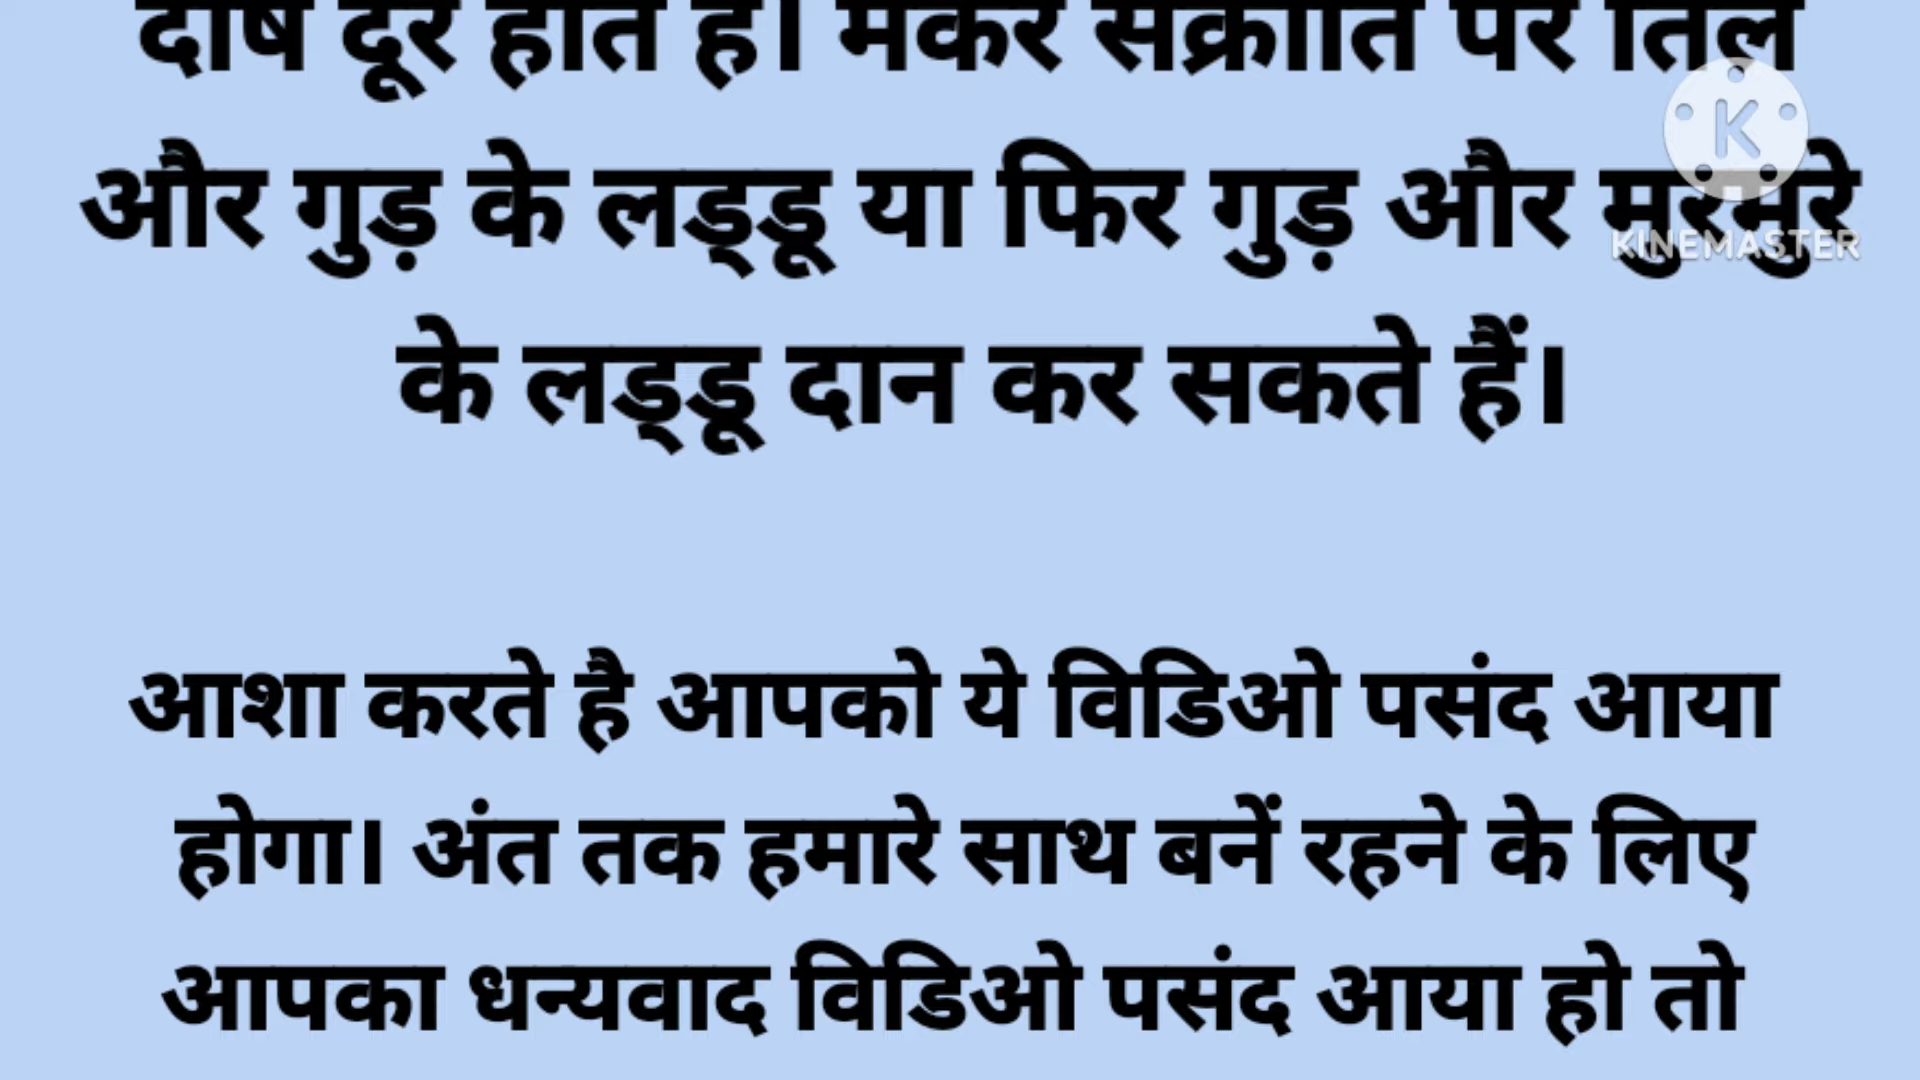 दोष दूर होते हैं। मकर संक्रांति पर तिल
और गुड़ के लड्डू या फिर गुड़ और मुरमुरे
के लड्डू दान कर सकते हैं।
आशा करते है आपको ये विडिओ पसंद आया
होगा। अंत तक हमारे साथ बनें रहने के लिए
आपका धन्यवाद विडिओ पसंद आया हो तो
K
KINEMASTER